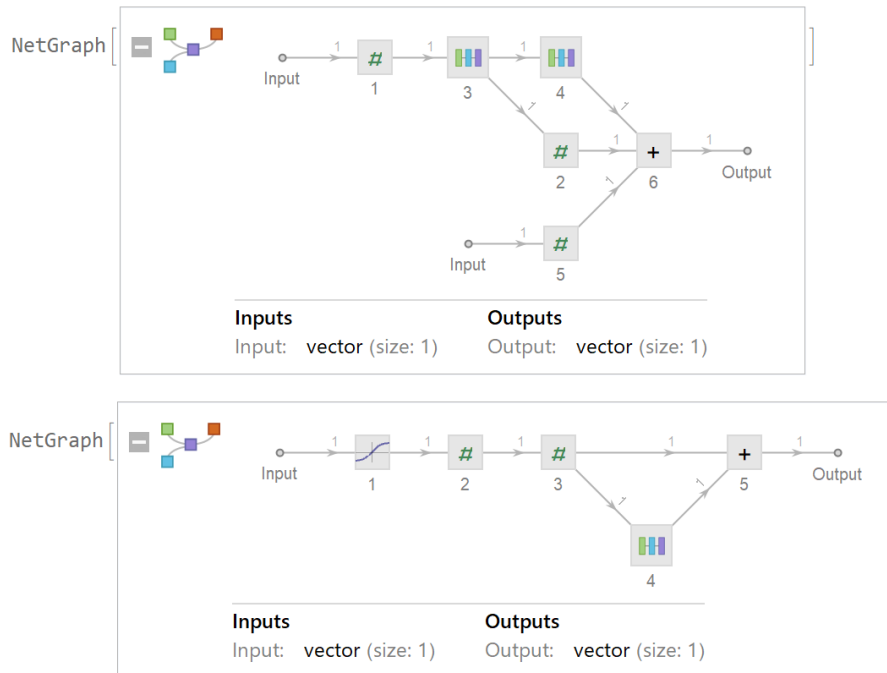 NetGraph
1 1 1
Input # 1 3 4
1 1
1 1
# 2 + 6 Output
1 1
Input # 5
Inputs Outputs
Input: vector (size: 1) Output: vector (size: 1)
NetGraph
1 1 1 1 1
Input 1 # 2 # 3 + 5 Output
1 1
4
Inputs Outputs
Input: vector (size: 1) Output: vector (size: 1)